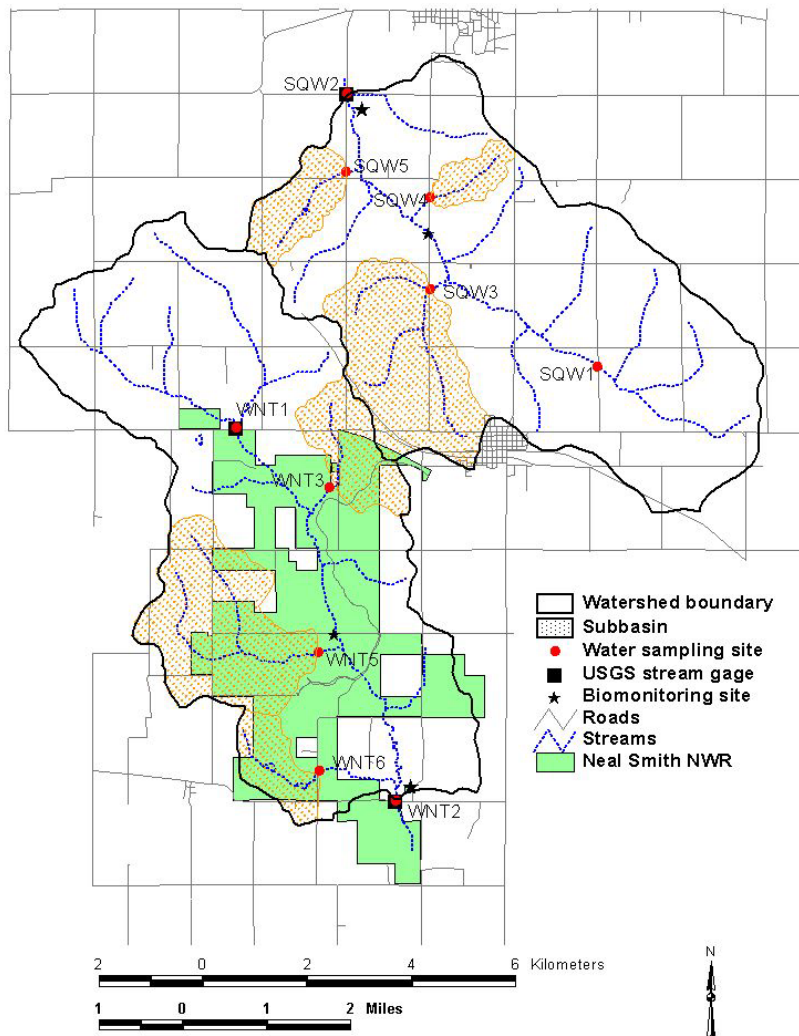 SQW2
SQW5
SQW4
SQW3
SQW1
WNT1
WNT3
WNT5
WNT6
WNT2
Watershed boundary
Subbasin
Water sampling site
USGS stream gage
Biomonitoring site
Roads
Streams
Neal Smith NWR
N
2 0 2 4 6 Kilometers
1 0 1 2 Miles